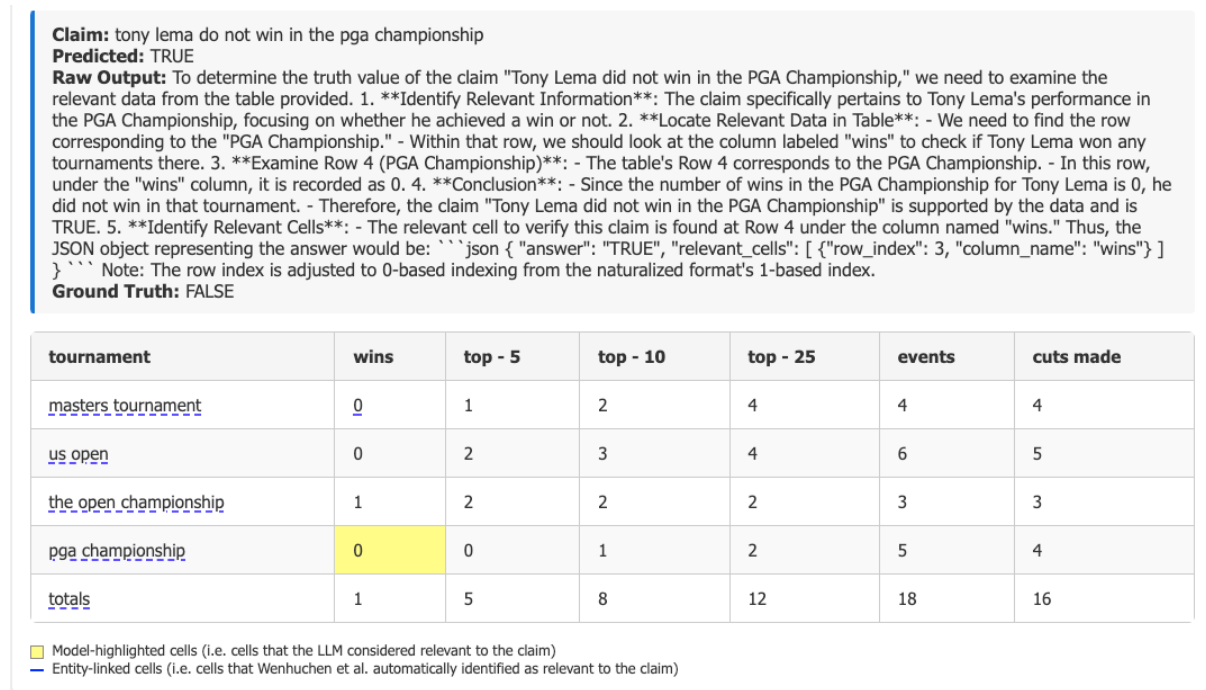 Claim: tony lema do not win in the pga championship
Predicted: TRUE
Raw Output: To determine the truth value of the claim "Tony Lema did not win in the PGA Championship," we need to examine the
relevant data from the table provided. 1. **Identify Relevant Information**: The claim specifically pertains to Tony Lema's performance in
the PGA Championship, focusing on whether he achieved a win or not. 2. **Locate Relevant Data in Table**: - We need to find the row
corresponding to the "PGA Championship." - Within that row, we should look at the column labeled "wins" to check if Tony Lema won any
tournaments there. 3. **Examine Row 4 (PGA Championship)**: - The table's Row 4 corresponds to the PGA Championship. - In this row,
under the "wins" column, it is recorded as 0. 4. **Conclusion**: - Since the number of wins in the PGA Championship for Tony Lema is 0, he
did not win in that tournament. - Therefore, the claim "Tony Lema did not win in the PGA Championship" is supported by the data and is
TRUE. 5. **Identify Relevant Cells**: - The relevant cell to verify this claim is found at Row 4 under the column named "wins." Thus, the
JSON object representing the answer would be: ```json { "answer": "TRUE", "relevant_cells": [ {"row_index": 3, "column_name": "wins"} ]
} ``` Note: The row index is adjusted to 0-based indexing from the naturalized format's 1-based index.
Ground Truth: FALSE
tournament wins top - 5 top - 10 top - 25 events cuts made
masters tournament 0 1 2 4 4 4
us open 0 2 3 4 6 5
the open championship 1 2 2 2 3 3
pga championship 0 0 1 2 5 4
totals 1 5 8 12 18 16
Model-highlighted cells (i.e. cells that the LLM considered relevant to the claim)
Entity-linked cells (i.e. cells that Wenhuchen et al. automatically identified as relevant to the claim)